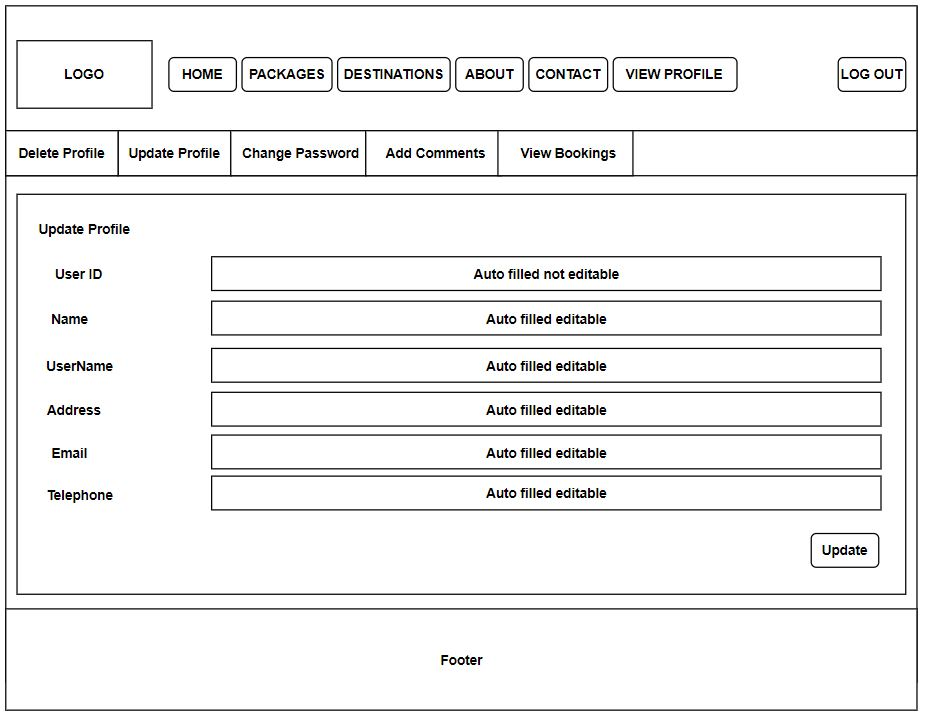 LOGO HOME PACKAGES DESTINATIONS ABOUT CONTACT VIEW PROFILE LOG OUT
Delete Profile Update Profile Change Password Add Comments View Bookings
Update Profile
User ID Auto filled not editable
Name Auto filled editable
UserName Auto filled editable
Address Auto filled editable
Email Auto filled editable
Telephone Auto filled editable
Update
Footer